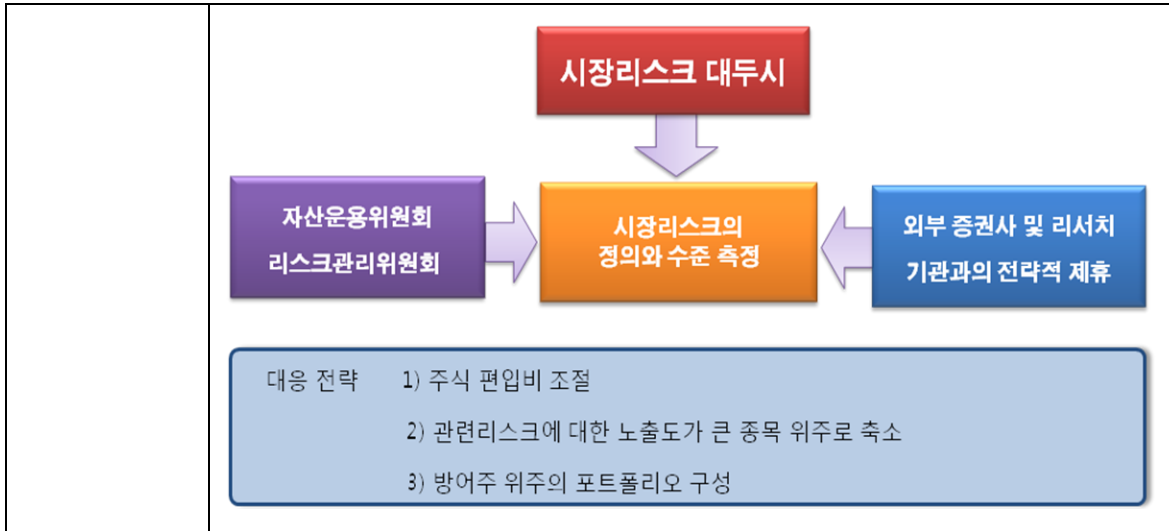 시장리스크 대두시
자산운용위원회
리스크관리위원회
시장리스크의
정의와 수준 측정
외부 증권사 및 리서치
기관과의 전략적 제휴
대응 전략 1) 주식 편입비 조절
2) 관련리스크에 대한 노출도가 큰 종목 위주로 축소
3) 방어주 위주의 포트폴리오 구성